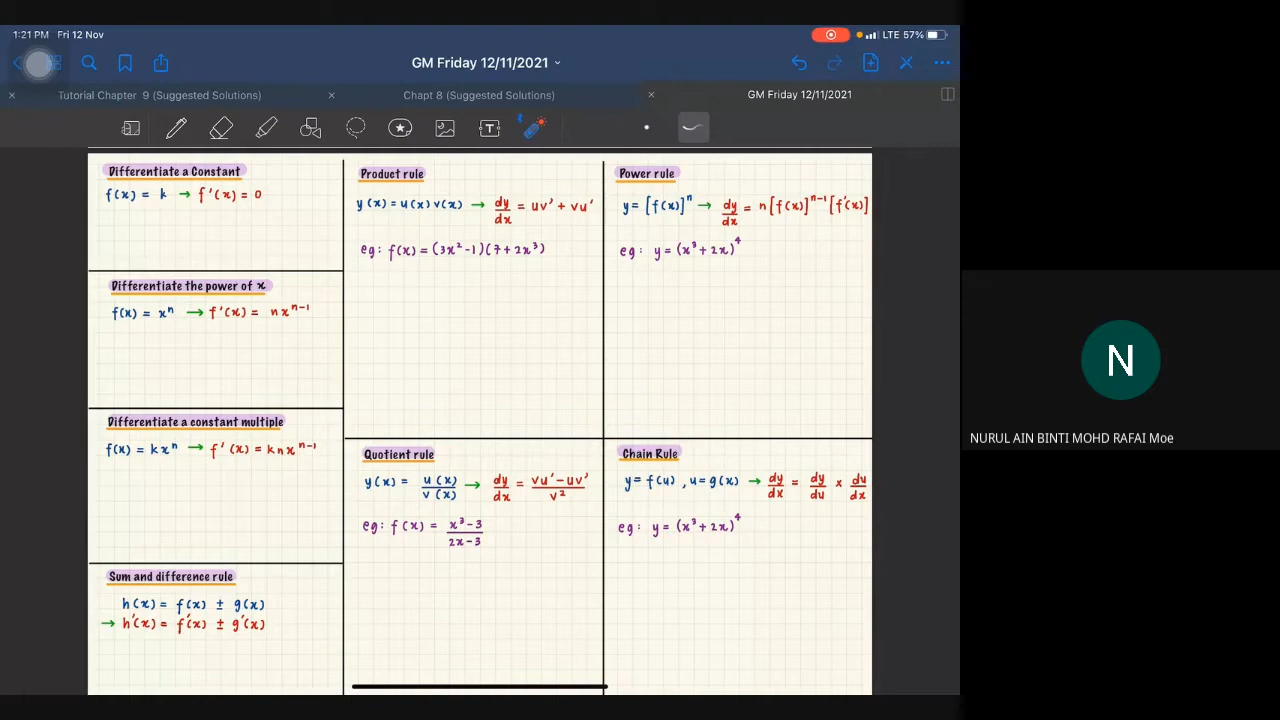 1:21 PM Fri 12 Nov
LTE 57%
GM Friday 12/11/2021
Tutorial Chapter 9 (Suggested Solutions)
Chapt 8 (Suggested Solutions)
GM Friday 12/11/2021
Differentiate a Constant
f(x) = k → f'(x) = 0
Differentiate the power of x
f(x) = xⁿ → f'(x) = nxⁿ⁻¹
Differentiate a constant multiple
f(x) = kxⁿ → f'(x) = knxⁿ⁻¹
Sum and difference rule
h(x) = f(x) ± g(x)
→ h'(x) = f'(x) ± g'(x)
Product rule
y(x) = u(x) v(x) → dy/dx = uv' + vu'
eg: f(x) = (3x² - 1)(7 + 2x³)
Quotient rule
y(x) = u(x)/v(x) → dy/dx = vu' - uv'/v²
eg: f(x) = x³ - 3/2x - 3
Power rule
y = [f(x)]ⁿ → dy/dx = n[f(x)]ⁿ⁻¹[f'(x)]
eg: y = (x³ + 2x)⁴
Chain Rule
y = f(u), u = g(x) → dy/dx = dy/du × du/dx
eg: y = (x³ + 2x)⁴
N
NURUL AIN BINTI MOHD RAFAI Moe